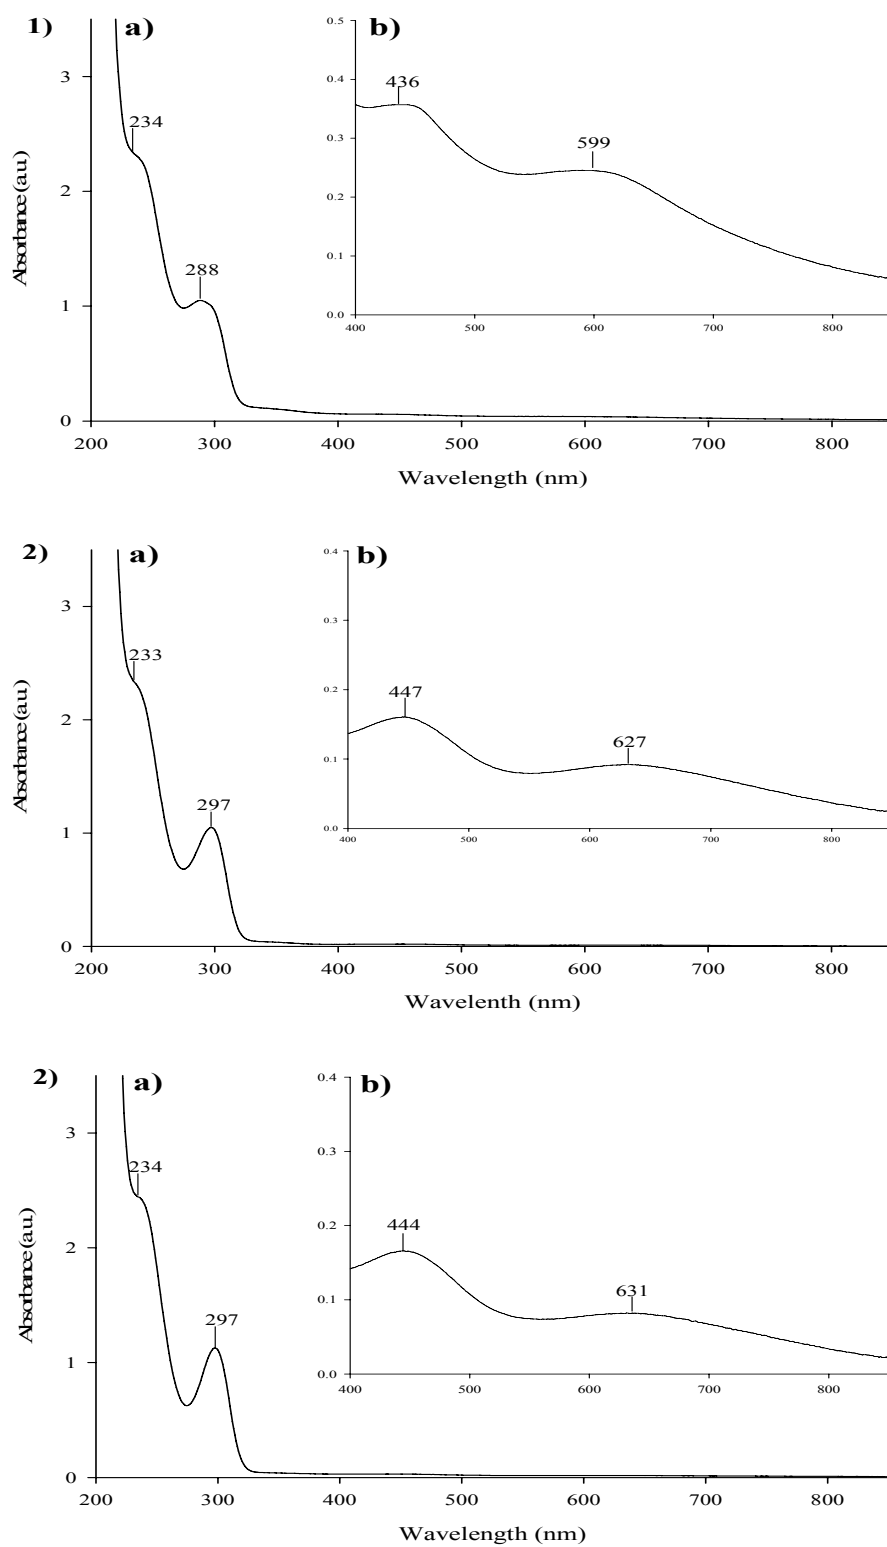 1) a) b)
0.5
436
3 0.4
234
599
0.3
2
0.2
288
1 0.1
0.0
400 500 600 700 800
0
200 300 400 500 600 700 800
Absorbance (a.u.)
Wavelength (nm)
2) a) b)
0.4
3
0.3
233
447
2 0.2
627
297
1 0.1
0.0
400 500 600 700 800
0
200 300 400 500 600 700 800
Absorbance (a.u.)
Wavelenth (nm)
2) a) b)
0.4
3
0.3
234
444
2 0.2
631
297
0.1
1
0.0
400 500 600 700 800
0
200 300 400 500 600 700 800
Absorbance (a.u.)
Wavelength (nm)